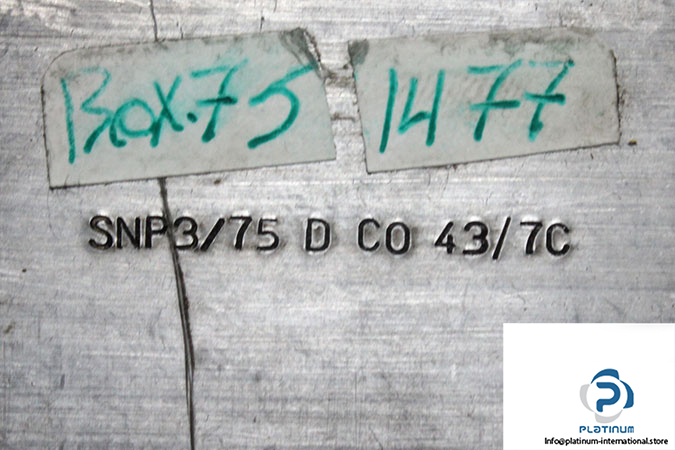 Box.75
1477
SNP3/75 D CO 43/7C
PLATINUM
Info@platinum-international.store